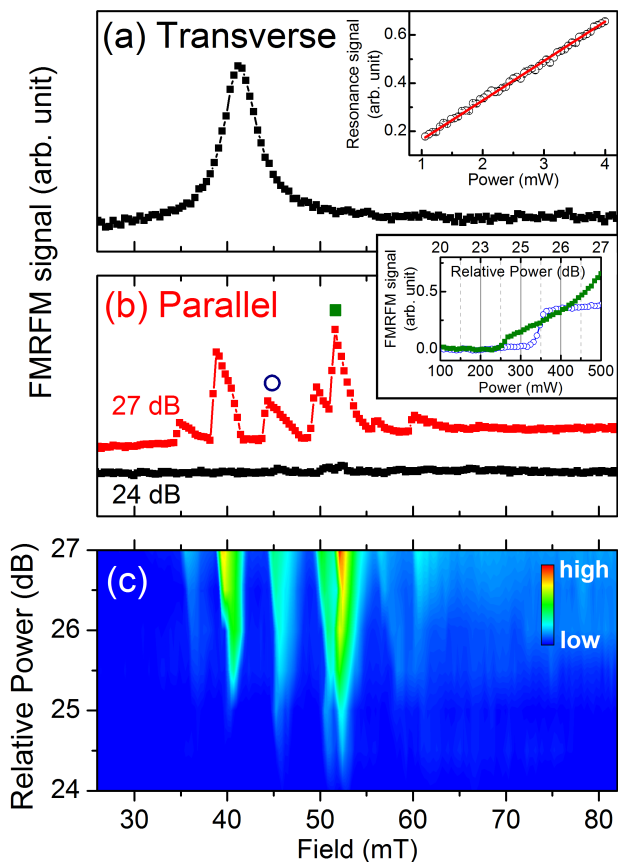 (a) Transverse
FMRFM signal (arb. unit)
Resonance signal
(arb. unit)
0.6
0.4
0.2
1 2 3 4
Power (mW)
(b) Parallel
27 dB
24 dB
20 23 24 25 26 27
Relative Power (dB)
FMRFM signal
(arb. unit)
0.5
0.0
100 200 300 400 500
Power (mW)
(c)
high
low
Relative Power (dB)
27
26
25
24
30 40 50 60 70 80
Field (mT)